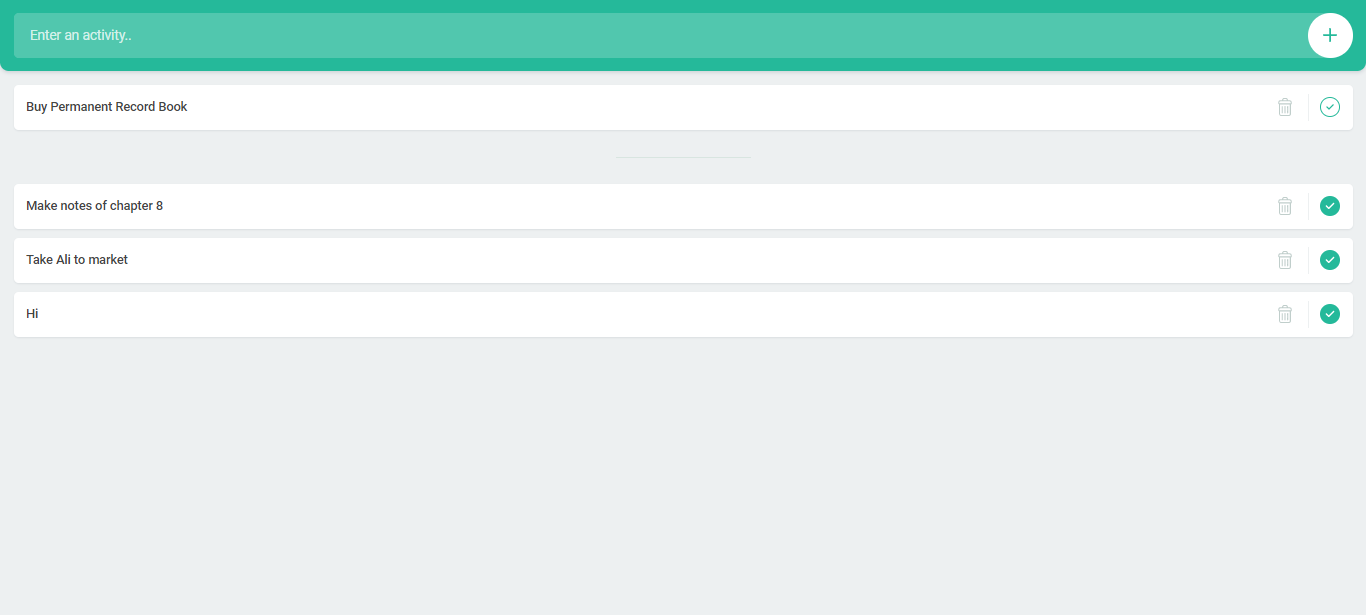 Enter an activity..
Buy Permanent Record Book
Make notes of chapter 8
Take Ali to market
Hi